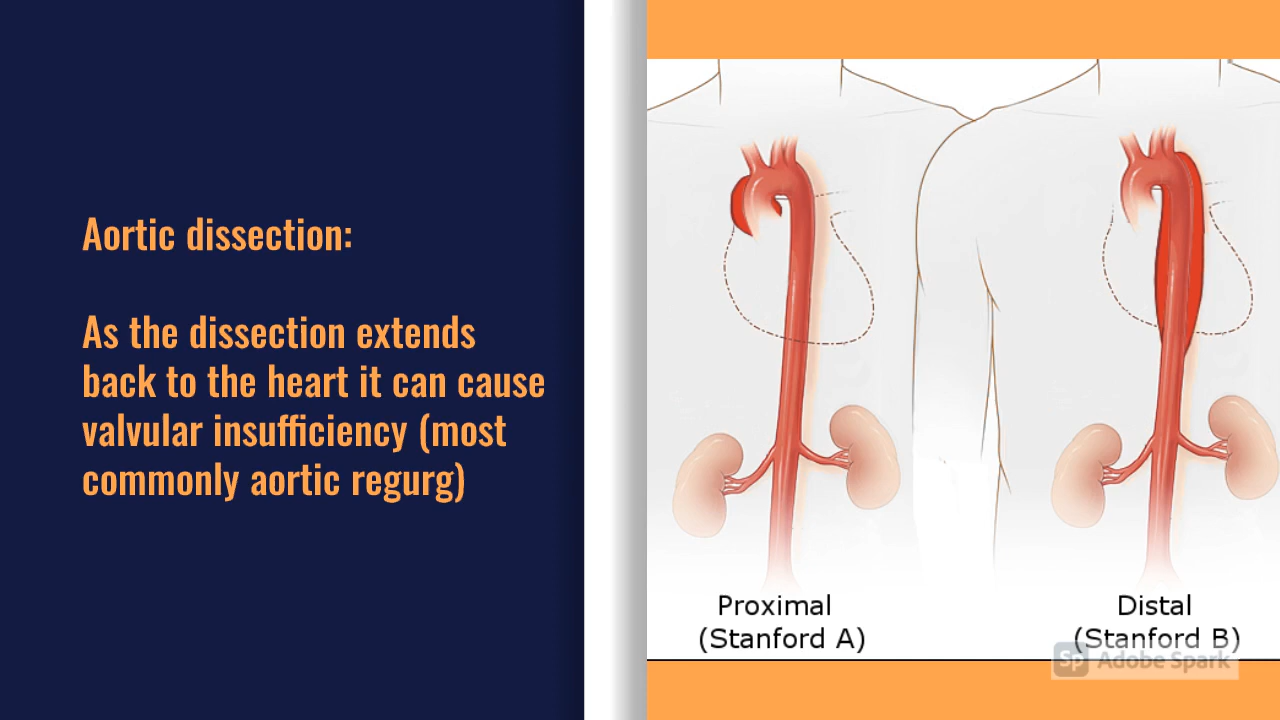 Aortic dissection:
As the dissection extends
back to the heart it can cause
valvular insufficiency (most
commonly aortic regurg)
Proximal
(Stanford A)
Distal
(Stanford B)
Sp Adobe Spark